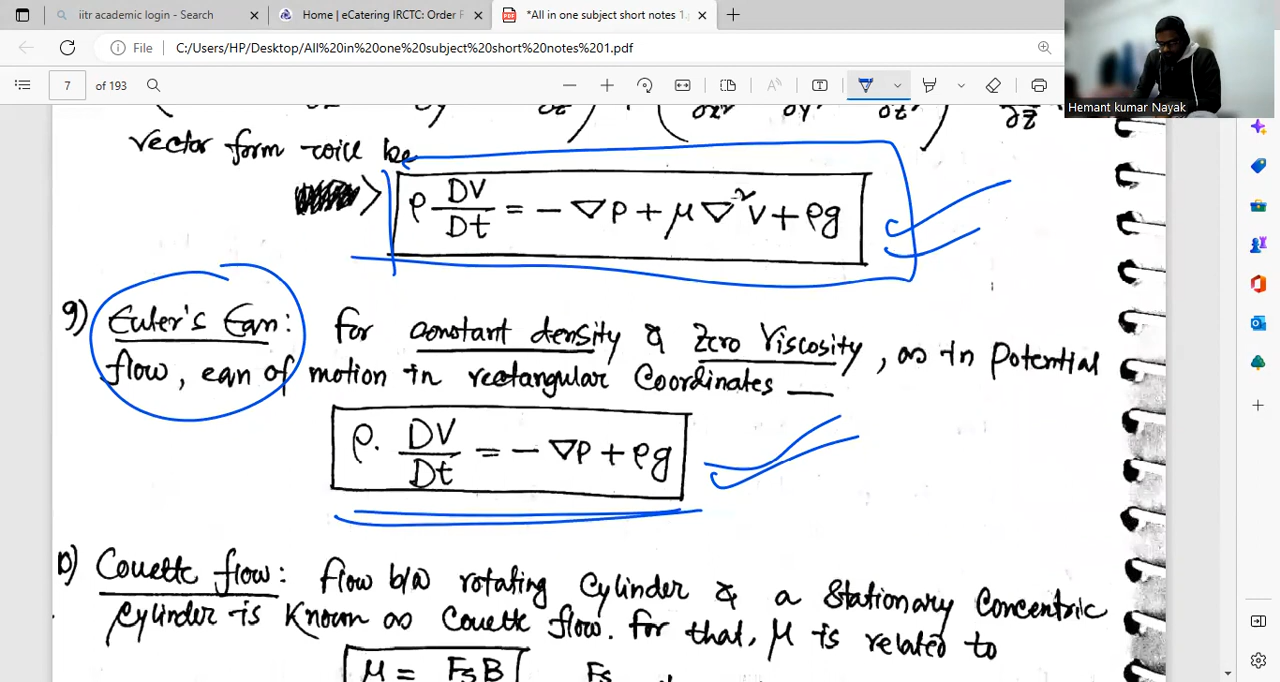 iitr academic login - Search
Home | eCatering IRCTC: Order F
*All in one subject short notes 1.p
File C:/Users/HP/Desktop/All%20in%20one%20subject%20short%20notes%201.pdf
7 of 193
Hemant kumar Nayak
vector form will be
ρ DV/Dt = - ∇p + μ∇²v + ρg
9) Euler's Eqn: For constant density & Zero Viscosity, as in Potential
flow, eqn of motion in rectangular Coordinates —
ρ. DV/Dt = - ∇P + ρg
10) Couette flow: flow b/w rotating Cylinder & a Stationary Concentric
Cylinder is Known as Couette flow. For that, μ is related to
μ = FsB Fs